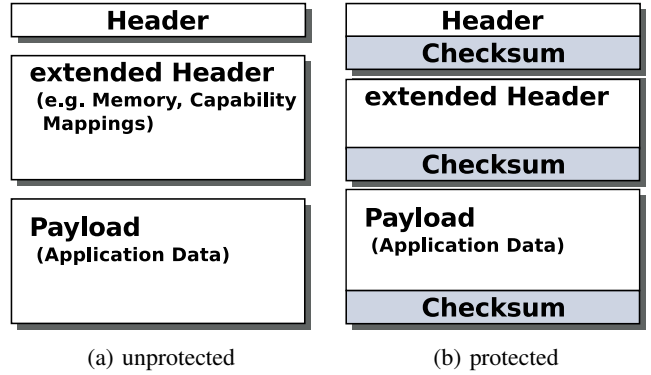 Header
extended Header
(e.g. Memory, Capability
Mappings)
Payload
(Application Data)
(a) unprotected
Header
Checksum
extended Header
Checksum
Payload
(Application Data)
Checksum
(b) protected